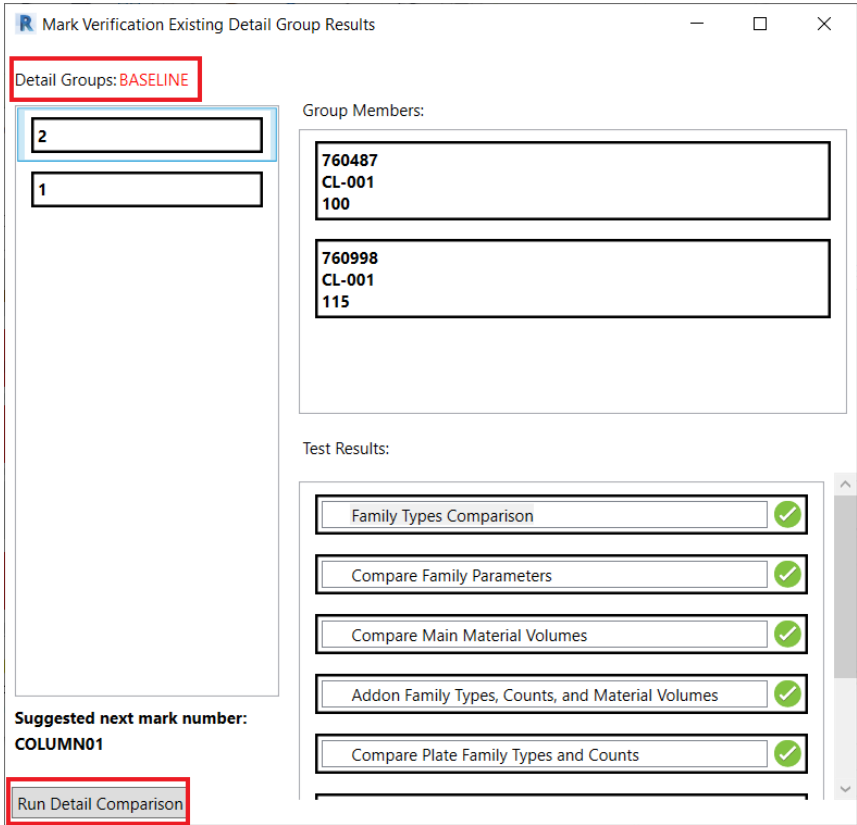 R Mark Verification Existing Detail Group Results
Detail Groups: BASELINE
2
1
Suggested next mark number:
COLUMN01
Run Detail Comparison
Group Members:
760487
CL-001
100
760998
CL-001
115
Test Results:
Family Types Comparison
Compare Family Parameters
Compare Main Material Volumes
Addon Family Types, Counts, and Material Volumes
Compare Plate Family Types and Counts